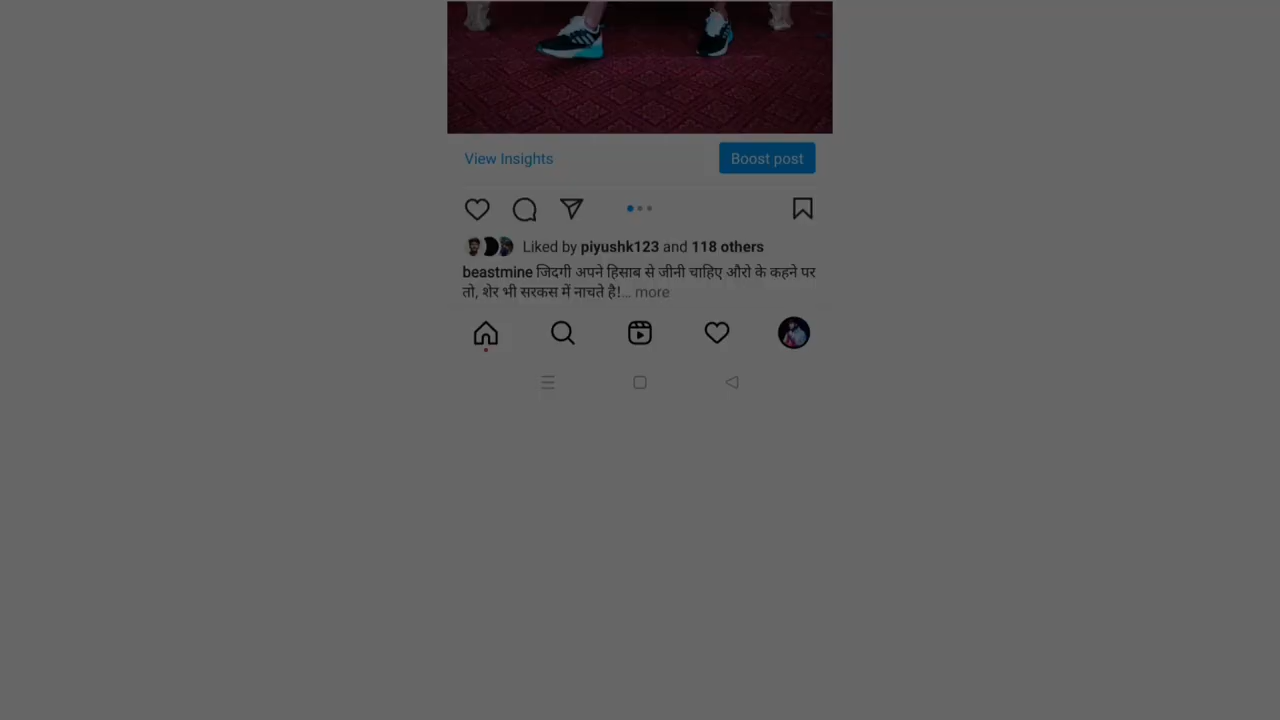 View Insights
Boost post
Liked by piyushk123 and 118 others
beastmine जिदगी अपने हिसाब से जीनी चाहिए औरो के कहने पर
तो, शेर भी सरकस में नाचते है!... more